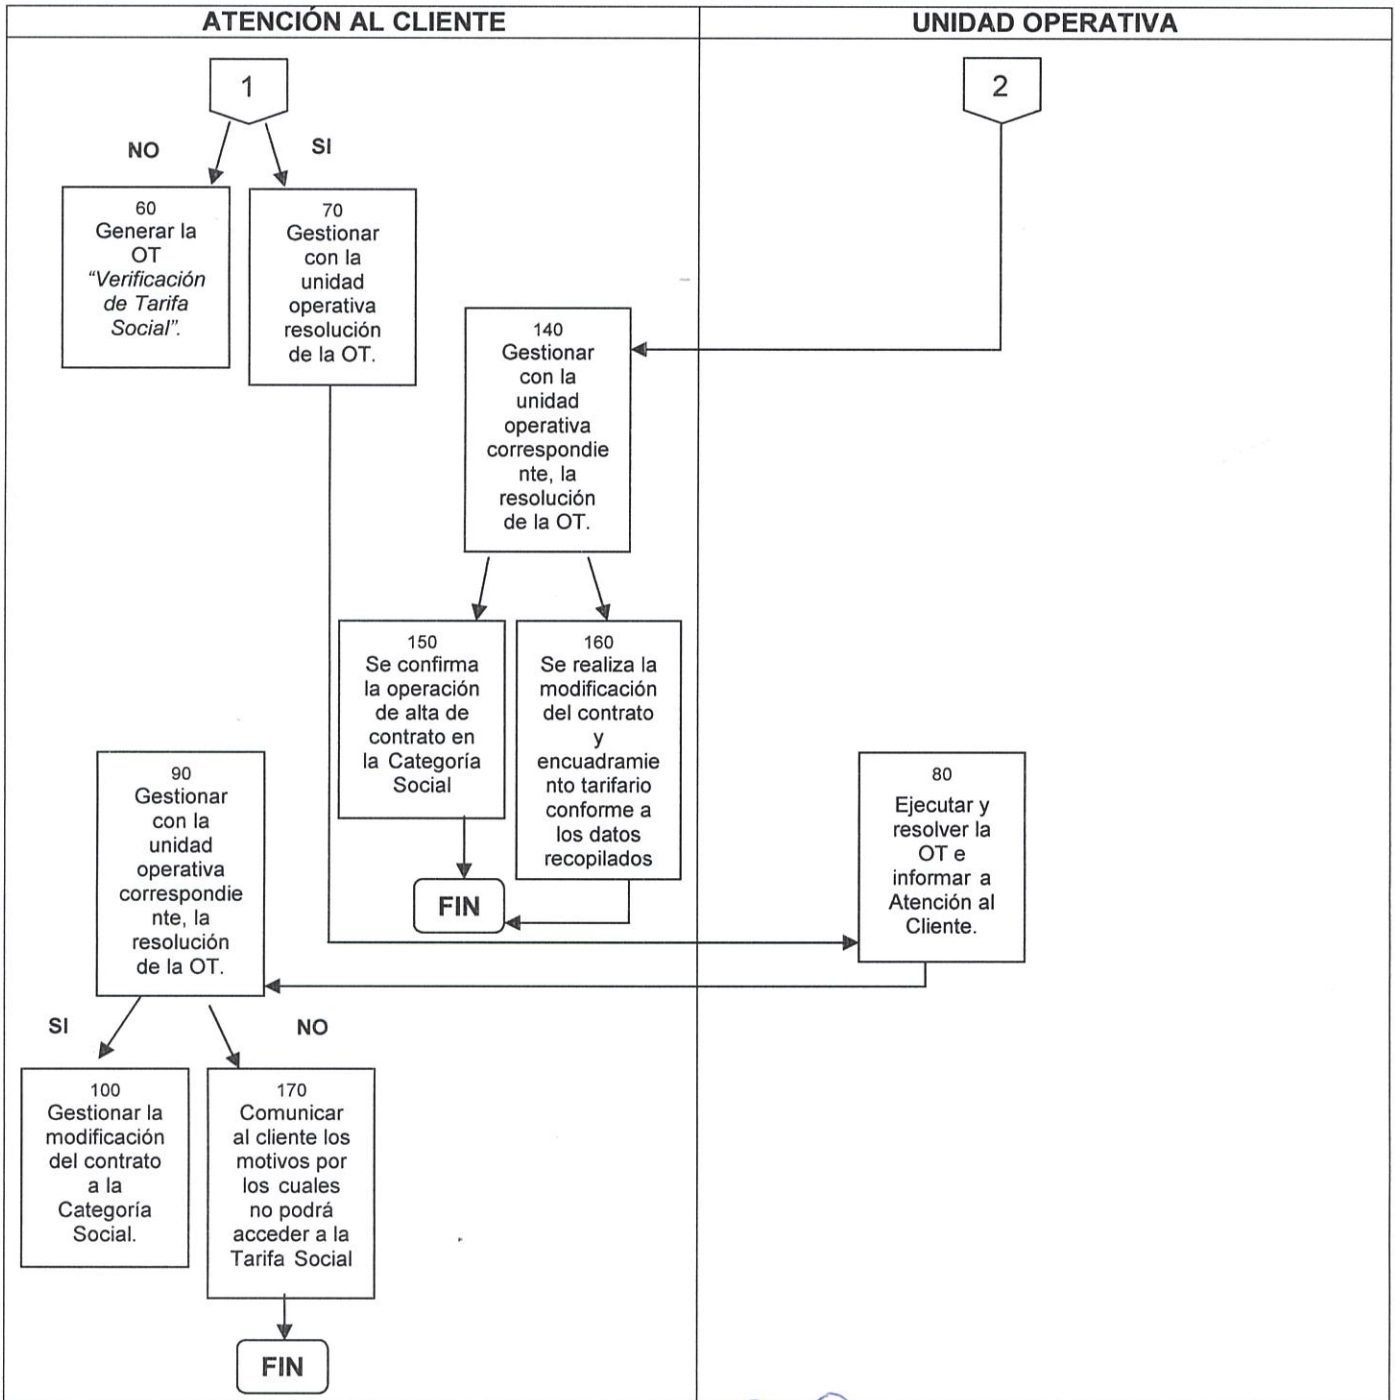 ATENCIÓN AL CLIENTE
UNIDAD OPERATIVA
1
2
NO
SI
60
Generar la
OT
“Verificación
de Tarifa
Social”.
70
Gestionar
con la
unidad
operativa
resolución
de la OT.
140
Gestionar
con la
unidad
operativa
correspondie
nte, la
resolución
de la OT.
150
Se confirma
la operación
de alta de
contrato en
la Categoría
Social
160
Se realiza la
modificación
del contrato
y
encuadramie
nto tarifario
conforme a
los datos
recopilados
FIN
80
Ejecutar y
resolver la
OT e
informar a
Atención al
Cliente.
90
Gestionar
con la
unidad
operativa
correspondie
nte, la
resolución
de la OT.
SI
NO
100
Gestionar la
modificación
del contrato
a la
Categoría
Social.
170
Comunicar
al cliente los
motivos por
los cuales
no podrá
acceder a la
Tarifa Social
FIN